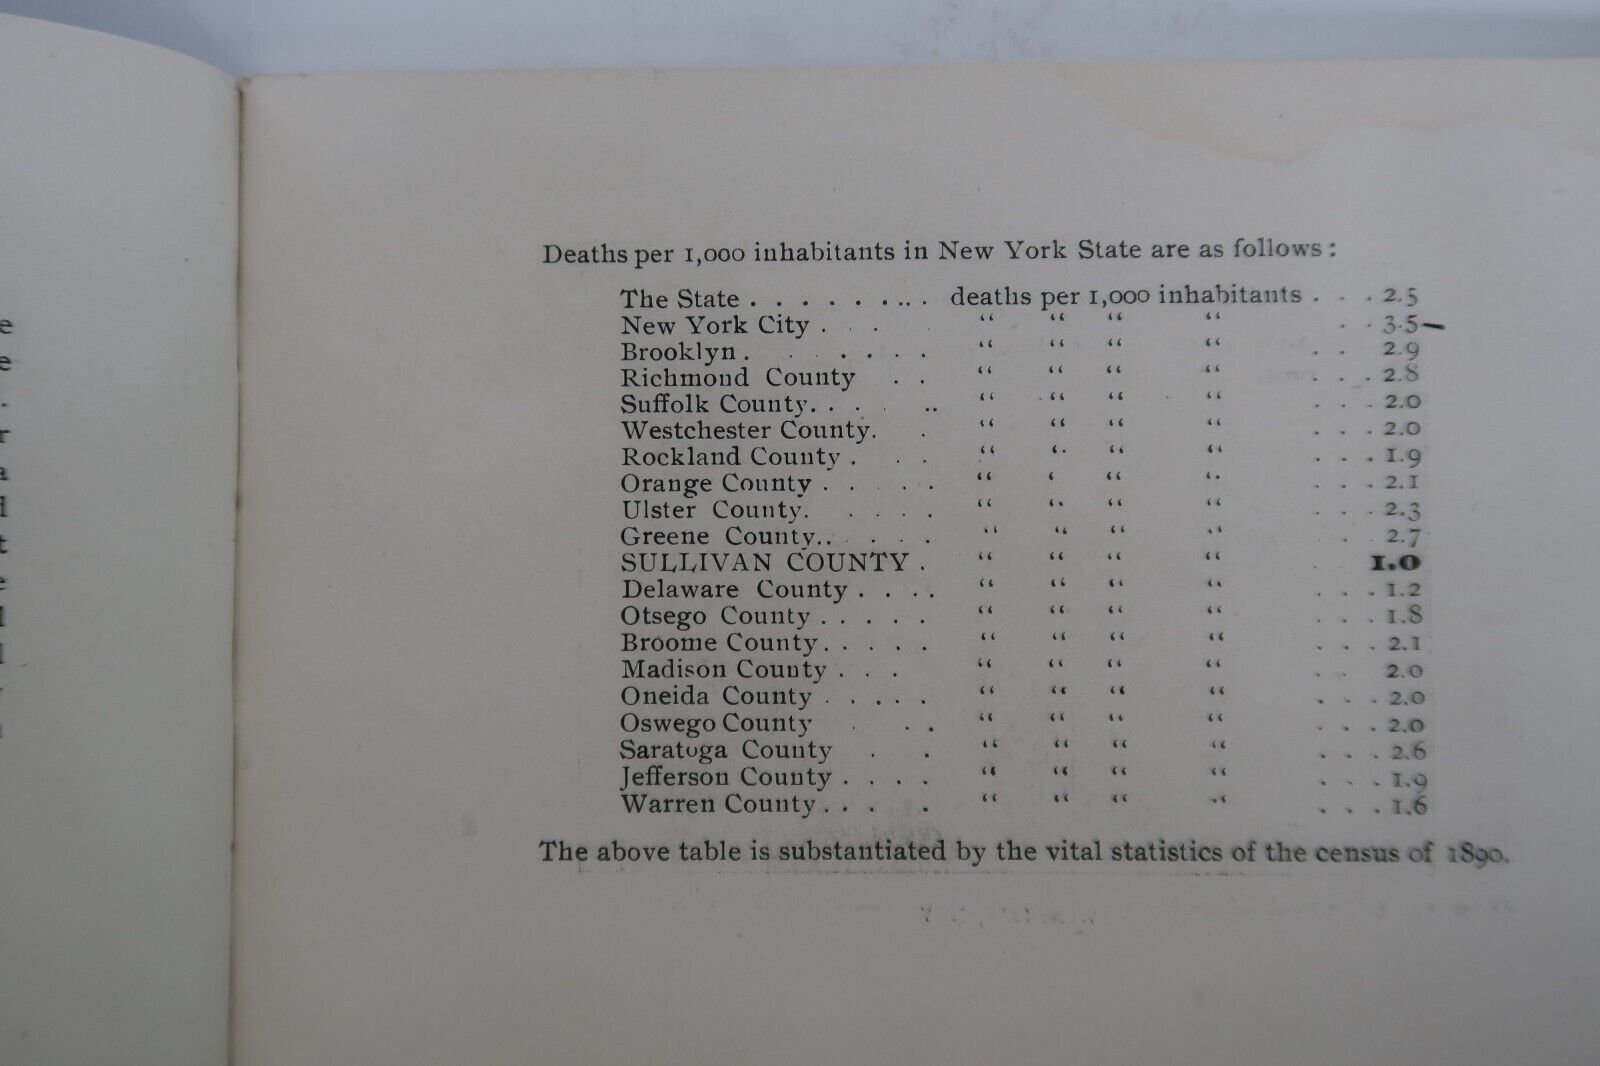 Deaths per 1,000 inhabitants in New York State are as follows:
The State . . . . . . . . . deaths per 1,000 inhabitants . . . 2.5
New York City . . . “ “ “ “ . . 3.5
Brooklyn . . . . . . “ “ “ “ . . 2.9
Richmond County . . “ “ “ “ . . . 2.8
Suffolk County. . . . . . “ “ “ “ . . . 2.0
Westchester County. . “ “ “ “ . . . 2.0
Rockland County . . . “ “ “ “ . . . 1.9
Orange County . . . . . “ “ “ “ . . . 2.1
Ulster County. . . . . “ “ “ “ . . . 2.3
Greene County.. . . . “ “ “ “ . . 2.7
SULLIVAN COUNTY . “ “ “ “ . 1.0
Delaware County . . . . “ “ “ “ . . . 1.2
Otsego County . . . . . “ “ “ “ . . . 1.8
Broome County. . . . . “ “ “ “ . . . 2.1
Madison County . . . “ “ “ “ . . 2.0
Oneida County . . . . . “ “ “ “ . . . 2.0
Oswego County . . . “ “ “ “ . . . 2.0
Saratoga County . . “ “ “ “ . . . 2.6
Jefferson County . . . . “ “ “ “ . . . 1.9
Warren County . . . . “ “ “ “ . . . 1.6
The above table is substantiated by the vital statistics of the census of 1890.